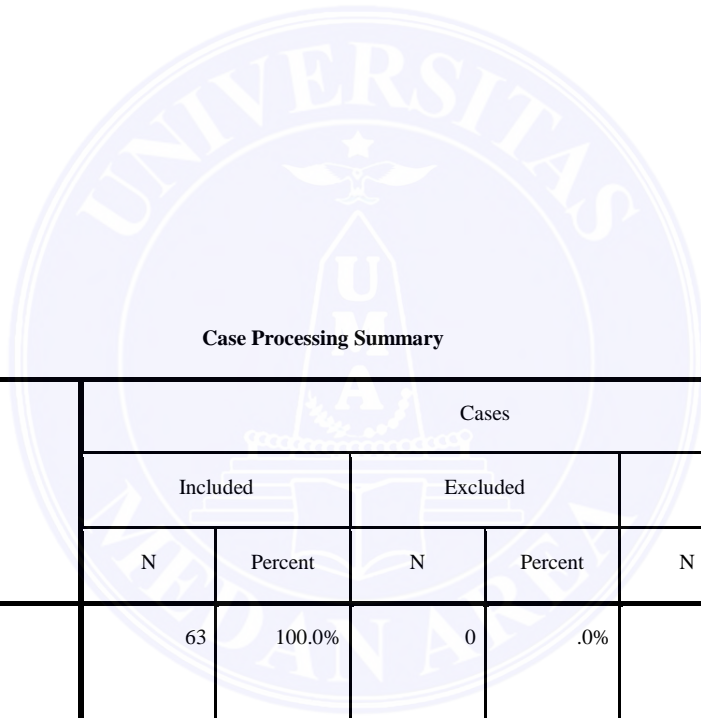 UNIVERSITAS
U
M
A
MEDAN AREA
Case Processing Summary
Cases
Included Excluded
N Percent N Percent N
63 100.0% 0 .0%